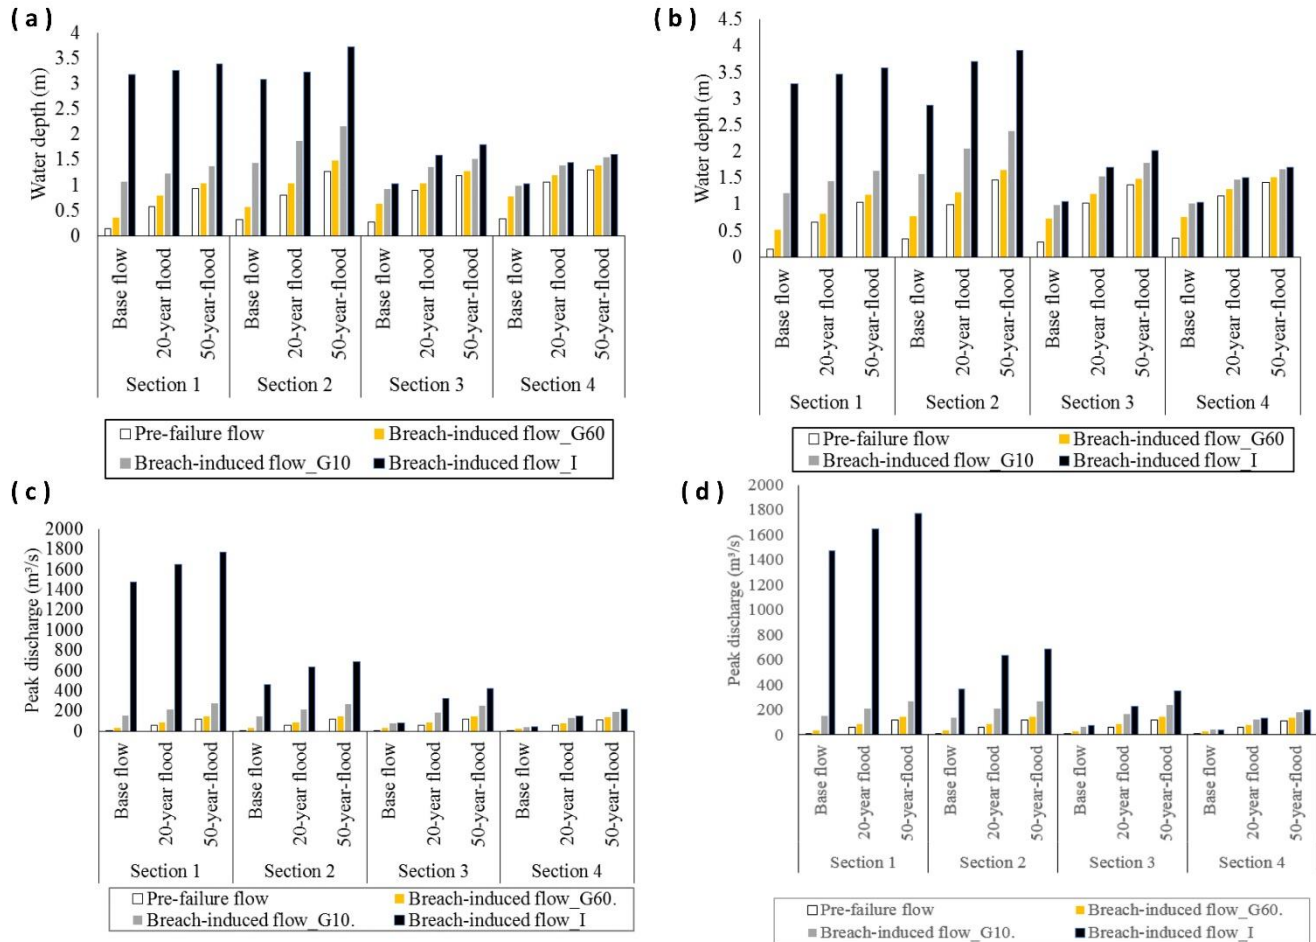 ( a )
Water depth (m)
4
3.5
3
2.5
2
1.5
1
0.5
0
Base flow
20-year flood
50-year-flood
Base flow
20-year flood
50-year-flood
Base flow
20-year flood
50-year-flood
Base flow
20-year flood
50-year-flood
Section 1
Section 2
Section 3
Section 4
Pre-failure flow
Breach-induced flow_G60
Breach-induced flow_G10
Breach-induced flow_I
( b )
Water depth (m)
4.5
4
3.5
3
2.5
2
1.5
1
0.5
0
Base flow
20-year flood
50-year-flood
Base flow
20-year flood
50-year-flood
Base flow
20-year flood
50-year-flood
Base flow
20-year flood
50-year-flood
Section 1
Section 2
Section 3
Section 4
Pre-failure flow
Breach-induced flow_G60
Breach-induced flow_G10
Breach-induced flow_I
( c )
Peak discharge (m³/s)
2000
1800
1600
1400
1200
1000
800
600
400
200
0
Base flow
20-year flood
50-year-flood
Base flow
20-year flood
50-year-flood
Base flow
20-year flood
50-year-flood
Base flow
20-year flood
50-year-flood
Section 1
Section 2
Section 3
Section 4
Pre-failure flow
Breach-induced flow_G60.
Breach-induced flow_G10.
Breach-induced flow_I
( d )
Peak discharge (m³/s)
2000
1800
1600
1400
1200
1000
800
600
400
200
0
Base flow
20-year flood
50-year-flood
Base flow
20-year flood
50-year-flood
Base flow
20-year flood
50-year-flood
Base flow
20-year flood
50-year-flood
Section 1
Section 2
Section 3
Section 4
Pre-failure flow
Breach-induced flow_G60.
Breach-induced flow_G10.
Breach-induced flow_I